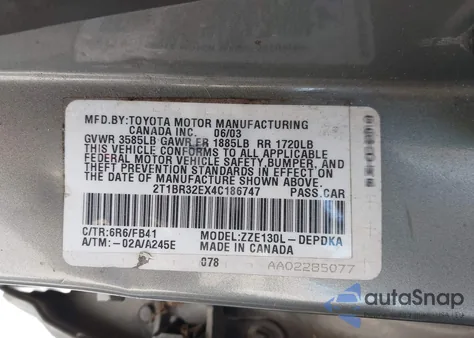 MFD.BY:TOYOTA MOTOR MANUFACTURING
CANADA INC. 06/03
GVWR 3585LB GAWR FR 1885LB RR 1720LB
THIS VEHICLE CONFORMS TO ALL APPLICABLE
FEDERAL MOTOR VEHICLE SAFETY,BUMPER, AND
THEFT PREVENTION STANDARDS IN EFFECT ON
THE DATE OF MANUFACTURE SHOWN ABOVE.
2T1BR32EX4C186747 PASS.CAR
C/TR:6R6/FB41 MODEL:ZZE130L-DEPDKA
A/TM:-02A/A245E MADE IN CANADA
078 AA02285077
autoSnap